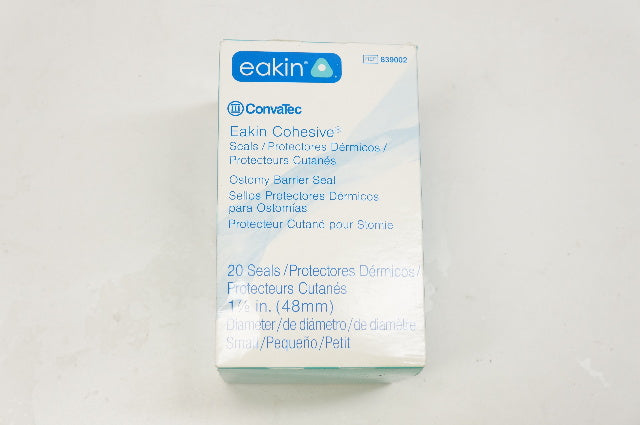 eakin®
REF 839002
ConvaTec
Eakin Cohesive®
Seals / Protectores Dérmicos /
Protecteurs Cutanés
Ostomy Barrier Seal
Sellos Protectores Dérmicos
para Ostomías
Protecteur Cutané pour Stomie
20 Seals / Protectores Dérmicos /
Protecteurs Cutanés
1⅞ in. (48mm)
Diameter / de diámetro / de diamètre
Small / Pequeño / Petit